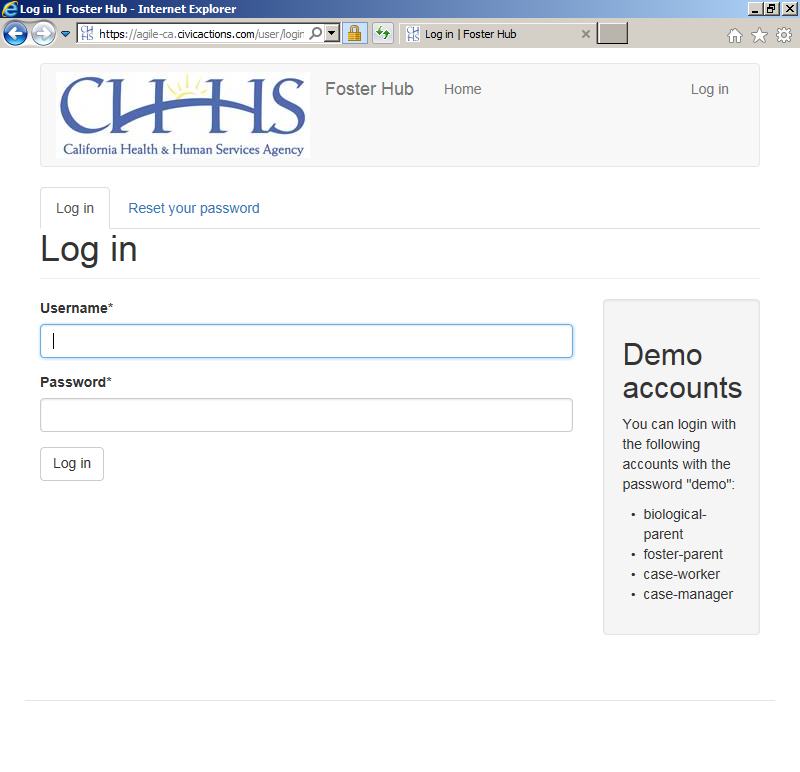 Log in | Foster Hub - Internet Explorer
https://agile-ca.civicactions.com/user/login
Log in | Foster Hub
CHHS
California Health & Human Services Agency
Foster Hub
Home
Log in
Log in
Reset your password
Log in
Username*
Password*
Log in
Demo
accounts
You can login with
the following
accounts with the
password "demo":
• biological-
parent
• foster-parent
• case-worker
• case-manager